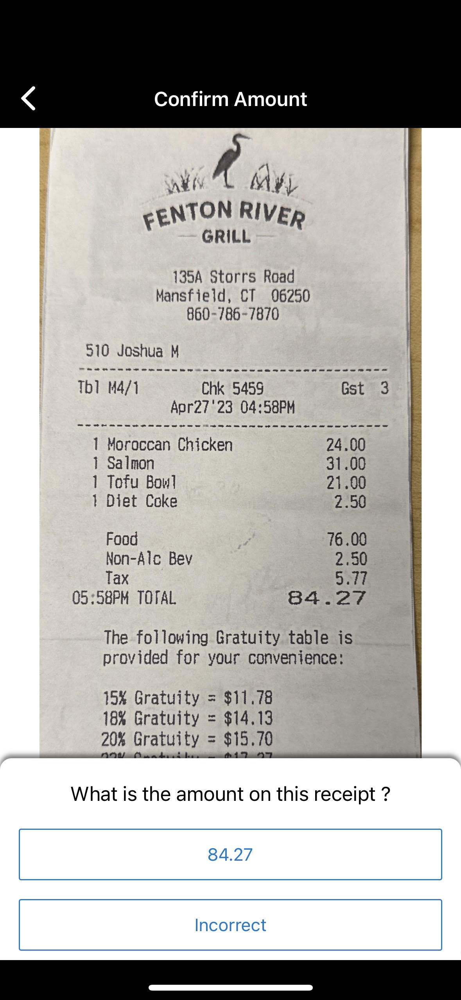 Confirm Amount
FENTON RIVER
GRILL
135A Storrs Road
Mansfield, CT 06250
860-786-7870
510 Joshua M
Tbl M4/1 Chk 5459 Gst 3
Apr27'23 04:58PM
1 Moroccan Chicken 24.00
1 Salmon 31.00
1 Tofu Bowl 21.00
1 Diet Coke 2.50
Food 76.00
Non-Alc Bev 2.50
Tax 5.77
05:58PM TOTAL 84.27
The following Gratuity table is
provided for your convenience:
15% Gratuity = $11.78
18% Gratuity = $14.13
20% Gratuity = $15.70
22% Gratuity = $17.27
What is the amount on this receipt ?
84.27
Incorrect